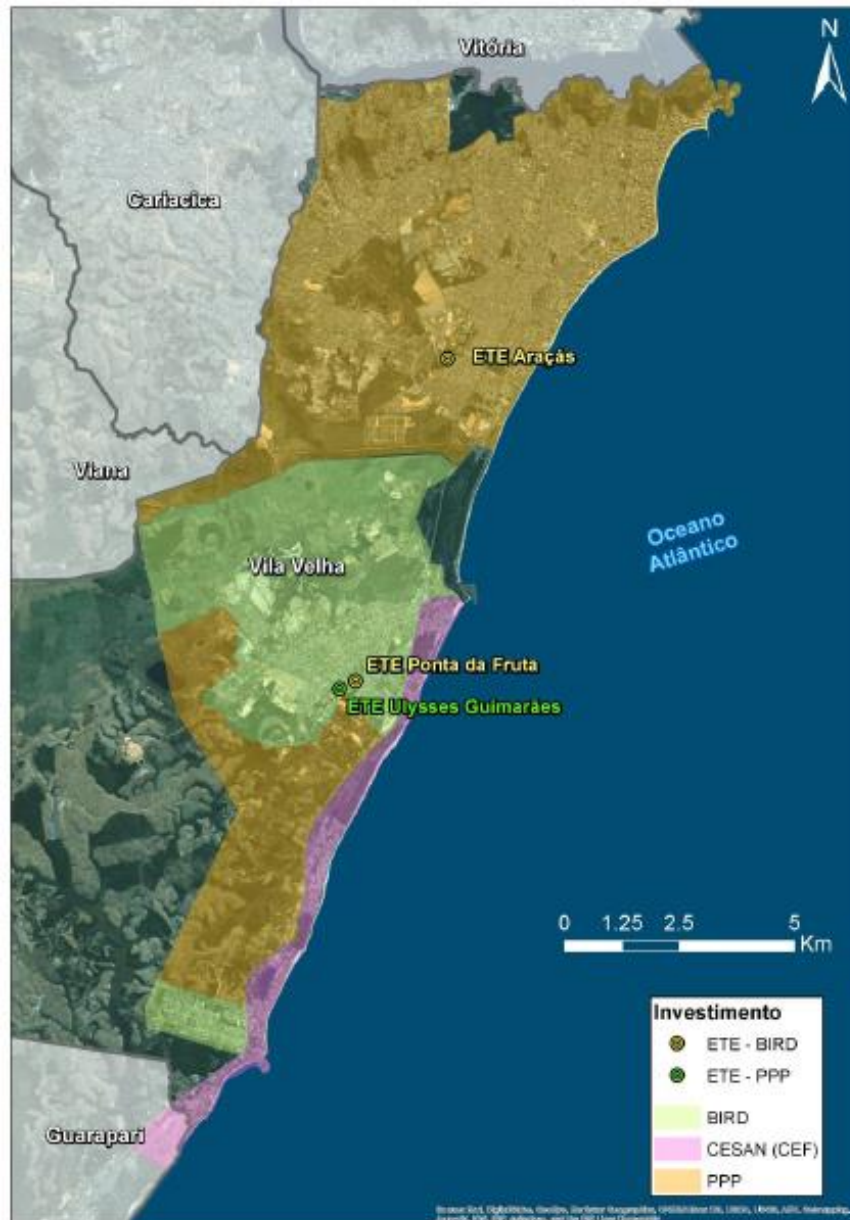 Vitória
N
Cariacica
ETE Araçás
Viana
Oceano
Atlântico
Vila Velha
ETE Ponta da Fruta
ETE Ulysses Guimarães
0 1.25 2.5 5
Km
Investimento
ETE - BIRD
ETE - PPP
BIRD
CESAN (CEF)
PPP
Guarapari